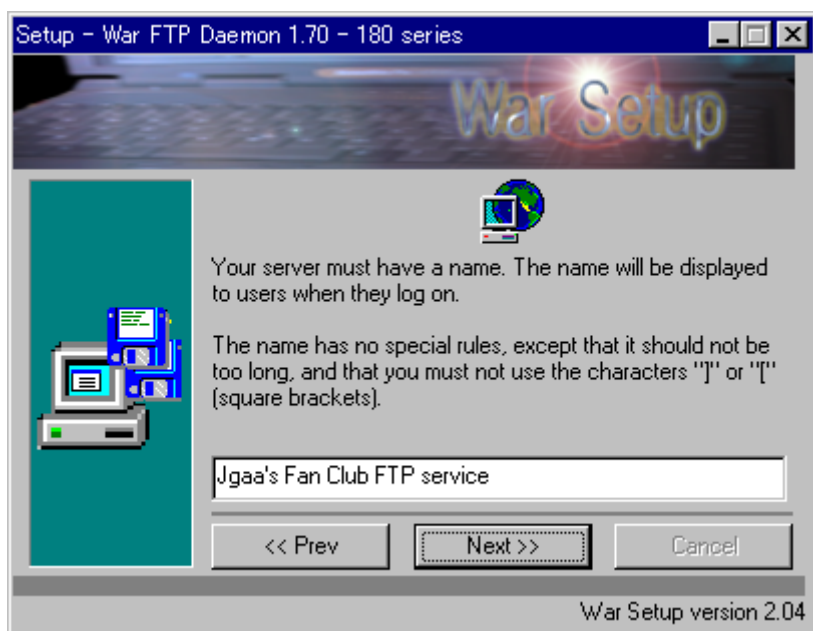 Setup - War FTP Daemon 1.70 - 180 series
War Setup
Your server must have a name. The name will be displayed
to users when they log on.
The name has no special rules, except that it should not be
too long, and that you must not use the characters "]" or "["
(square brackets).
Jgaa's Fan Club FTP service
<< Prev
Next >>
Cancel
War Setup version 2.04